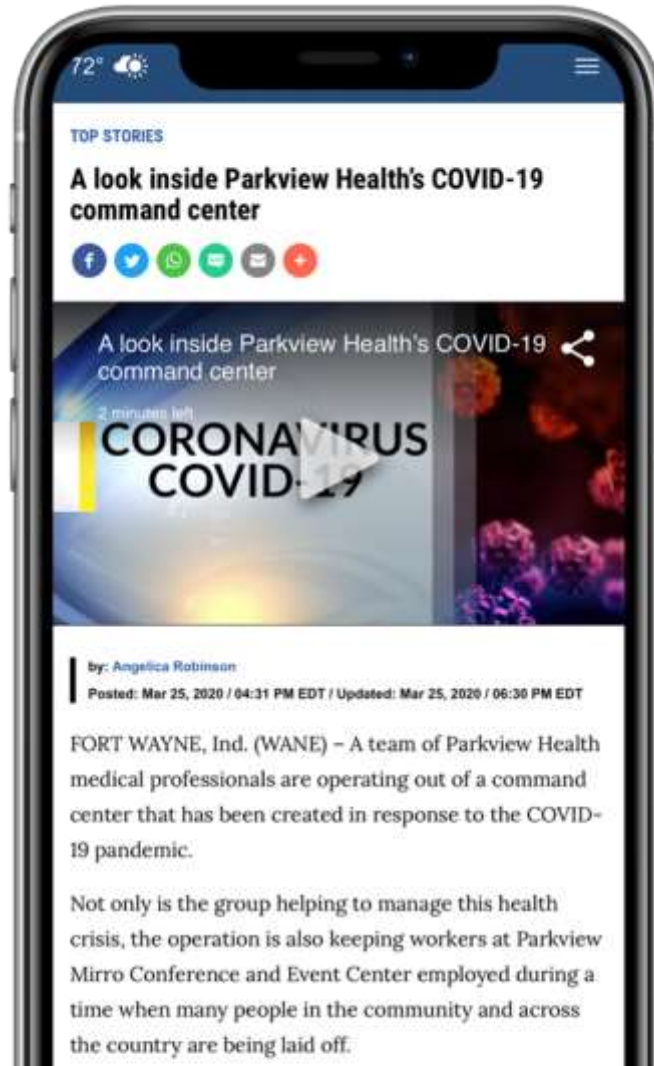 72°
TOP STORIES
A look inside Parkview Health's COVID-19
command center
A look inside Parkview Health's COVID-19
command center
2 minutes left
CORONAVIRUS
COVID-19
by: Angelica Robinson
Posted: Mar 25, 2020 / 04:31 PM EDT / Updated: Mar 25, 2020 / 06:30 PM EDT
FORT WAYNE, Ind. (WANE) – A team of Parkview Health
medical professionals are operating out of a command
center that has been created in response to the COVID-
19 pandemic.
Not only is the group helping to manage this health
crisis, the operation is also keeping workers at Parkview
Mirro Conference and Event Center employed during a
time when many people in the community and across
the country are being laid off.